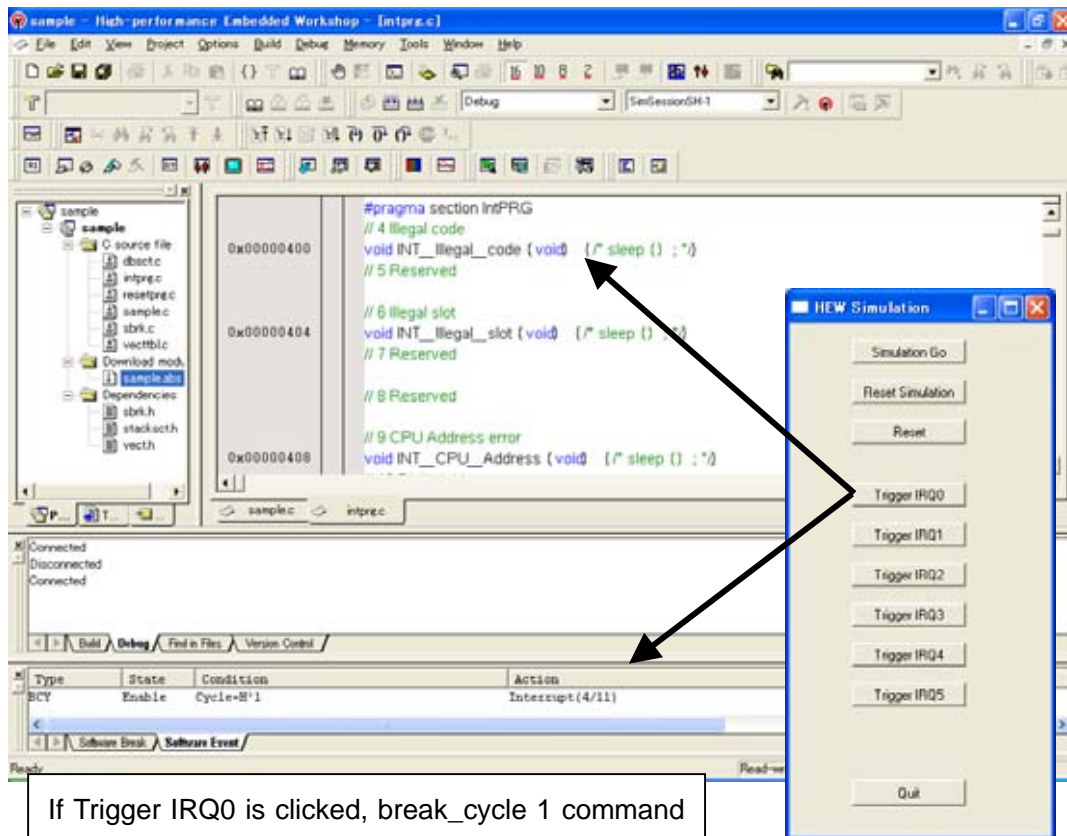 sample - High-performance Embedded Workshop - [intprg.c]
File Edit View Project Options Build Debug Memory Tools Window Help
Debug SimSessionSH-1
sample
sample
C source file
dbsct.c
intprg.c
resetprg.c
sample.c
sbrk.c
vecttbl.c
Download mod
sample.abs
Dependencies
sbrk.h
stacksct.h
vect.h
P... T...
#pragma section IntPRG
// 4 Illegal code
0x00000400 void INT_Illegal_code (void) {/* sleep () ; */}
// 5 Reserved
// 6 Illegal slot
0x00000404 void INT_Illegal_slot (void) {/* sleep () ; */}
// 7 Reserved
// 8 Reserved
// 9 CPU Address error
0x00000408 void INT_CPU_Address (void) {/* sleep () ; */}
sample.c intprg.c
Connected
Disconnected
Connected
Build Debug Find in Files Version Control
Type State Condition Action
BCY Enable Cycle=H'1 Interrupt(4/11)
Software Break Software Event
Ready Read-wr
HEW Simulation
Simulation Go
Reset Simulation
Reset
Trigger IRQ0
Trigger IRQ1
Trigger IRQ2
Trigger IRQ3
Trigger IRQ4
Trigger IRQ5
Quit
If Trigger IRQ0 is clicked, break_cycle 1 command